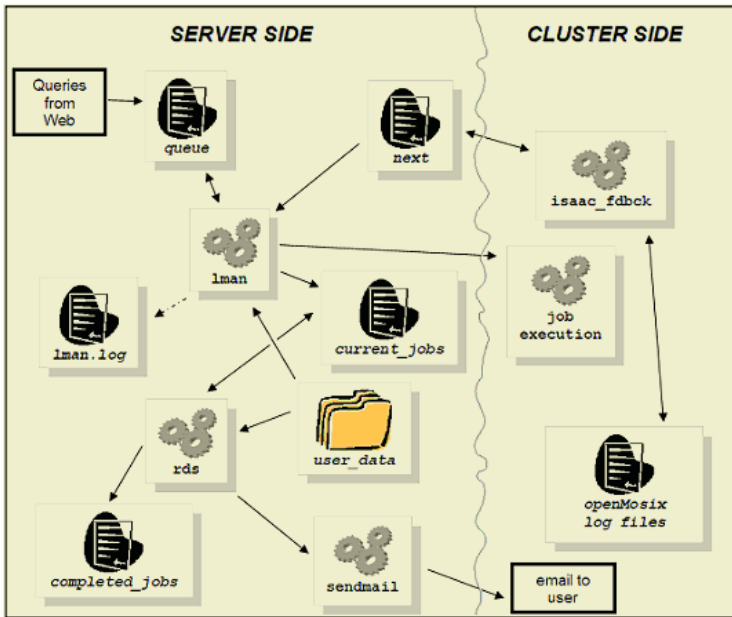 SERVER SIDE
CLUSTER SIDE
Queries
from
Web
queue
next
isaac_fdbck
lman
job
execution
lman.log
current_jobs
rds
user_data
openMosix
log files
completed_jobs
sendmail
email to
user